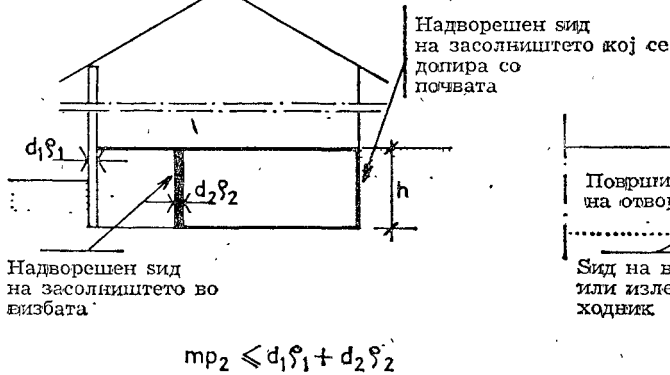 Надворешен ѕид
на засолништето кој се
допира со
почвата
d₁ρ₁
d₂ρ₂
h
Површи
на отво
Надворешен ѕид
на засолништето во
визбата
Ѕид на в
или изле
ходник
mp₂ ⩽ d₁ρ₁ + d₂ρ₂